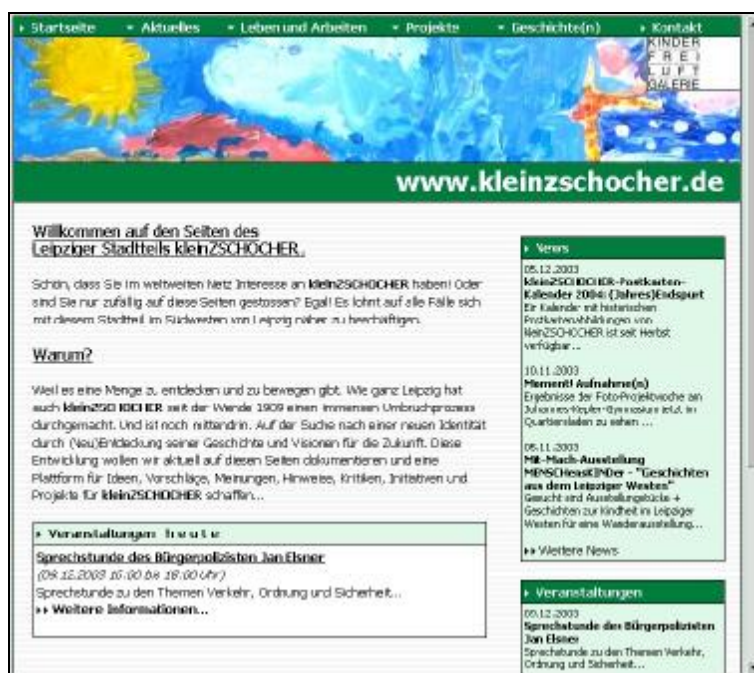 Startseite Aktuelles Leben und Arbeiten Projekte Geschichte(n) Kontakt
KINDER
FREI
LUFT
GALERIE
www.kleinzschocher.de
Willkommen auf den Seiten des
Leipziger Stadtteils kleinZSCHOCHER.
Schön, dass Sie im weltweiten Netz Interesse an kleinZSCHOCHER haben! Oder
sind Sie nur zufällig auf diese Seiten gestossen? Egal! Es lohnt auf alle Fälle sich
mit diesem Stadtteil im Südwesten von Leipzig näher zu beschäftigen.
Warum?
Weil es eine Menge zu entdecken und zu bewegen gibt. Wie ganz Leipzig hat
auch kleinZSCHOCHER seit der Wende 1989 einen immensen Umbruchprozess
durchgemacht. Und ist noch mittendrin. Auf der Suche nach einer neuen Identität
durch (Neu)Entdeckung seiner Geschichte und Visionen für die Zukunft. Diese
Entwicklung wollen wir aktuell auf diesen Seiten dokumentieren und eine
Plattform für Ideen, Vorschläge, Meinungen, Hinweise, Kritiken, Initiativen und
Projekte für kleinZSCHOCHER schaffen...
Veranstaltungen heute
Sprechstunde des Bürgerpolizisten Jan Elsner
(09.12.2003 16:00 bis 18:00 Uhr)
Sprechstunde zu den Themen Verkehr, Ordnung und Sicherheit...
Weitere Informationen...
News
05.12.2003
kleinZSCHOCHER-Postkarten-
Kalender 2004: (Jahres)Endspurt
Ein Kalender mit historischen
Postkartenabbildungen von
kleinZSCHOCHER ist seit Herbst
verfügbar...
10.11.2003
Moment! Aufnahme(n)
Ergebnisse der Foto-Projektwoche am
Johannes-Kepler-Gymnasium jetzt im
Quartiersladen zu sehen ...
05.11.2003
Mit-Mach-Ausstellung
MENSCHenskINDer - "Geschichten
aus dem Leipziger Westen"
Gesucht sind Ausstellungstücke +
Geschichten zur Kindheit im Leipziger
Westen für eine Wanderausstellung...
Weitere News
Veranstaltungen
09.12.2003
Sprechstunde des Bürgerpolizisten
Jan Elsner
Sprechstunde zu den Themen Verkehr,
Ordnung und Sicherheit...